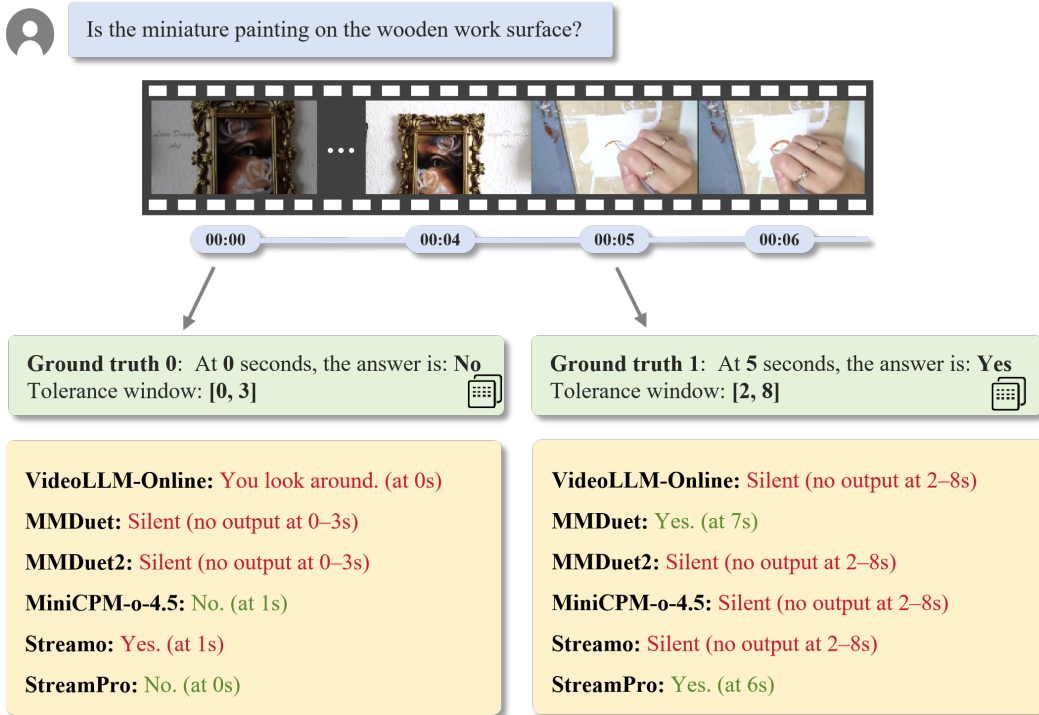 Is the miniature painting on the wooden work surface?
Love Dange
Art
00:00
00:04
00:05
00:06
Ground truth 0: At 0 seconds, the answer is: No
Tolerance window: [0, 3]
Ground truth 1: At 5 seconds, the answer is: Yes
Tolerance window: [2, 8]
VideoLLM-Online: You look around. (at 0s)
MMDuet: Silent (no output at 0–3s)
MMDuet2: Silent (no output at 0–3s)
MiniCPM-o-4.5: No. (at 1s)
Streamo: Yes. (at 1s)
StreamPro: No. (at 0s)
VideoLLM-Online: Silent (no output at 2–8s)
MMDuet: Yes. (at 7s)
MMDuet2: Silent (no output at 2–8s)
MiniCPM-o-4.5: Silent (no output at 2–8s)
Streamo: Silent (no output at 2–8s)
StreamPro: Yes. (at 6s)